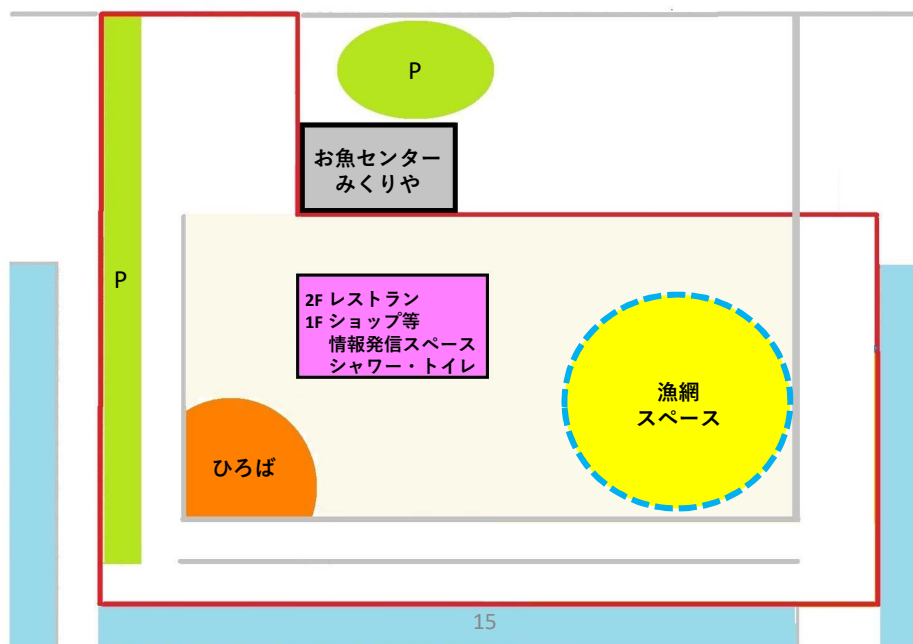 P
お魚センター
みくりや
P
2F レストラン
1F ショップ等
情報発信スペース
シャワー・トイレ
漁網
スペース
ひろば
15